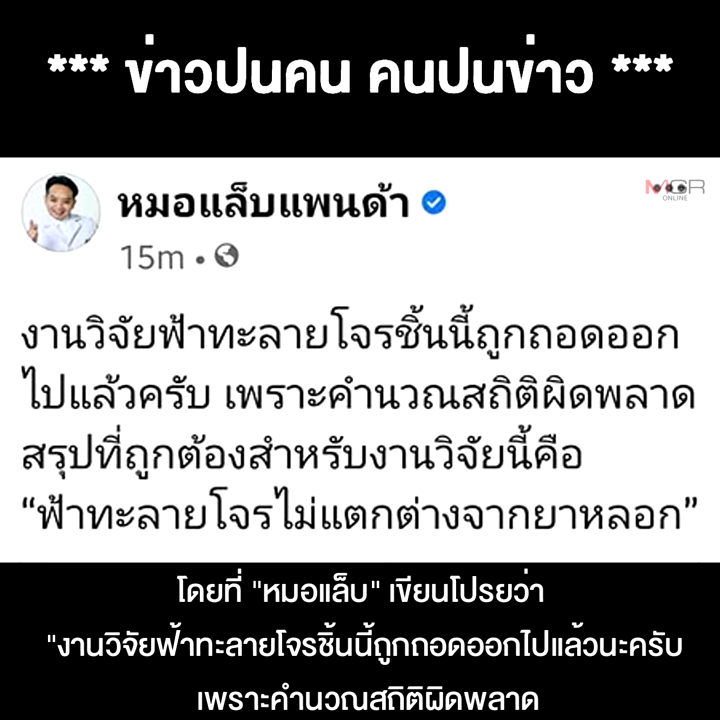 *** ข่าวปนคน คนปนข่าว ***
หมอแล็บแพนด้า
MGR
ONLINE
15m
งานวิจัยฟ้าทะลายโจรชิ้นนี้ถูกถอดออก
ไปแล้วครับ เพราะคำนวณสถิติผิดพลาด
สรุปที่ถูกต้องสำหรับงานวิจัยนี้คือ
“ฟ้าทะลายโจรไม่แตกต่างจากยาหลอก”
โดยที่ "หมอแล็บ" เขียนโปรยว่า
"งานวิจัยฟ้าทะลายโจรชิ้นนี้ถูกถอดออกไปแล้วนะครับ
เพราะคำนวณสถิติผิดพลาด